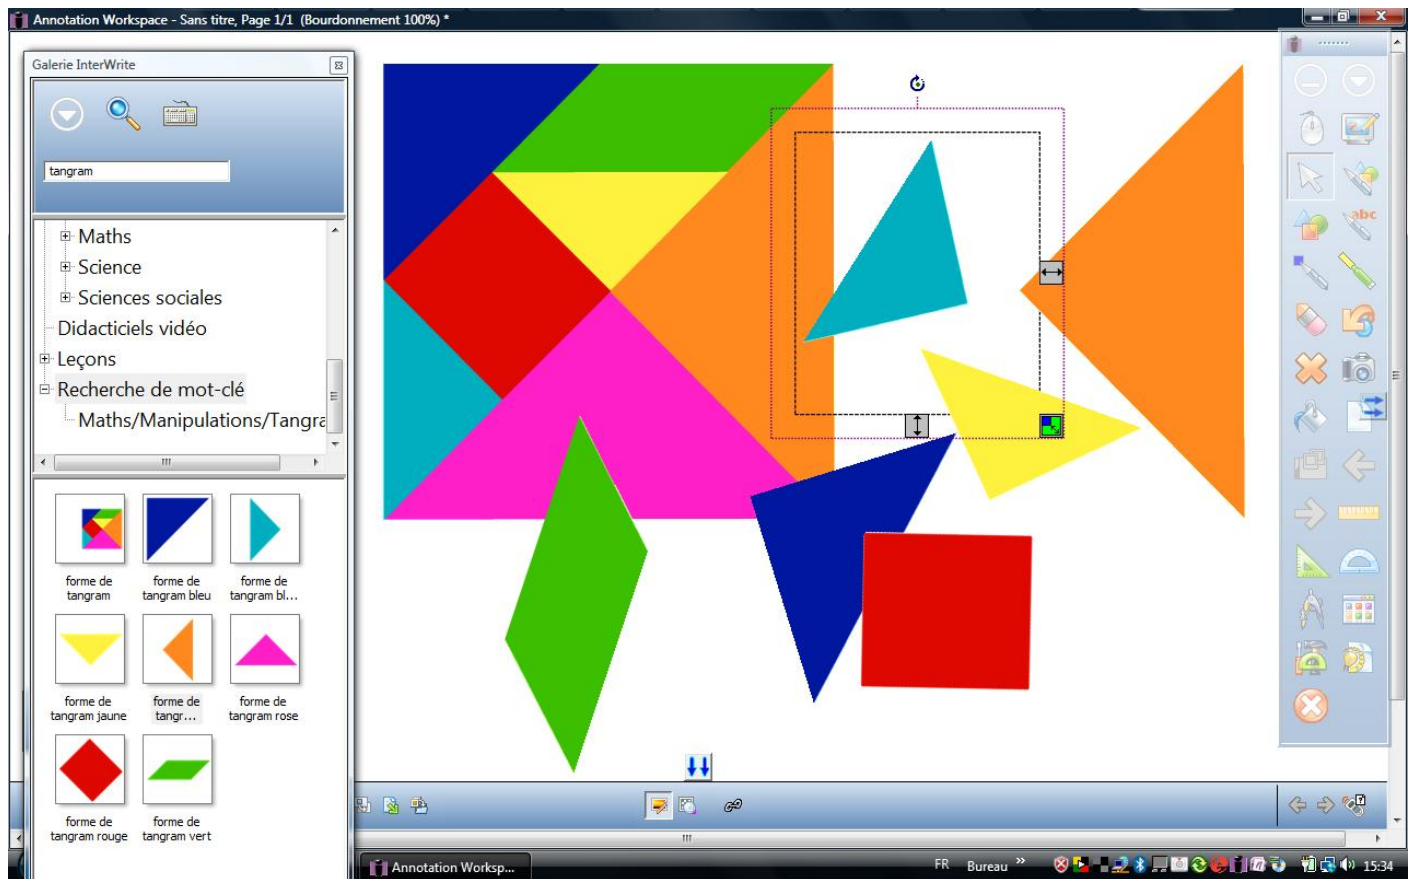 Annotation Workspace - Sans titre, Page 1/1 (Bourdonnement 100%) *
Galerie InterWrite
tangram
Maths
Science
Sciences sociales
Didacticiels vidéo
Leçons
Recherche de mot-clé
Maths/Manipulations/Tangra
forme de
tangram
forme de
tangram bleu
forme de
tangram bl...
forme de
tangram jaune
forme de
tangr...
forme de
tangram rose
forme de
tangram rouge
forme de
tangram vert
abc
Annotation Worksp...
FR
Bureau
15:34